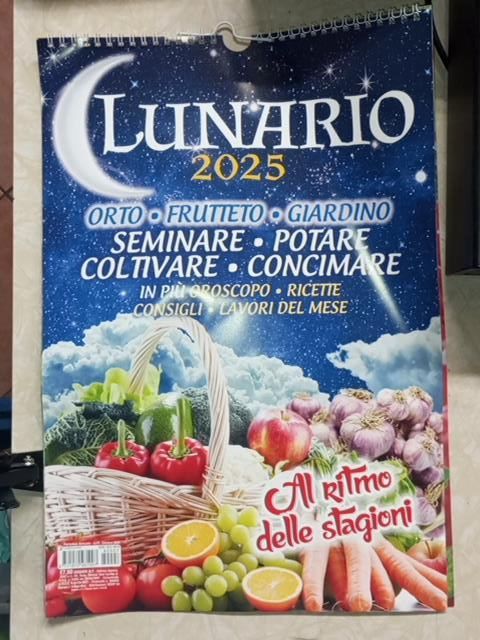 LUNARIO
2025
ORTO • FRUTTETO • GIARDINO
SEMINARE • POTARE
COLTIVARE • CONCIMARE
IN PIÙ OROSCOPO • RICETTE
CONSIGLI • LAVORI DEL MESE
Al ritmo
delle stagioni